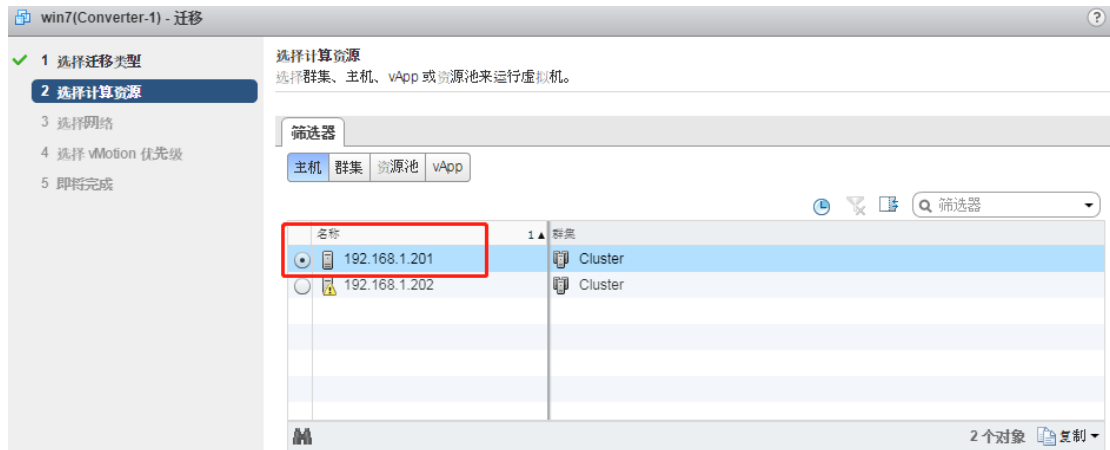 win7(Converter-1) - 迁移
?
1 选择迁移类型
2 选择计算资源
3 选择网络
4 选择 vMotion 优先级
5 即将完成
选择计算资源
选择群集、主机、vApp 或资源池来运行虚拟机。
筛选器
主机 群集 资源池 vApp
筛选器
名称 1▲ 群集
192.168.1.201 Cluster
192.168.1.202 Cluster
2 个对象 复制